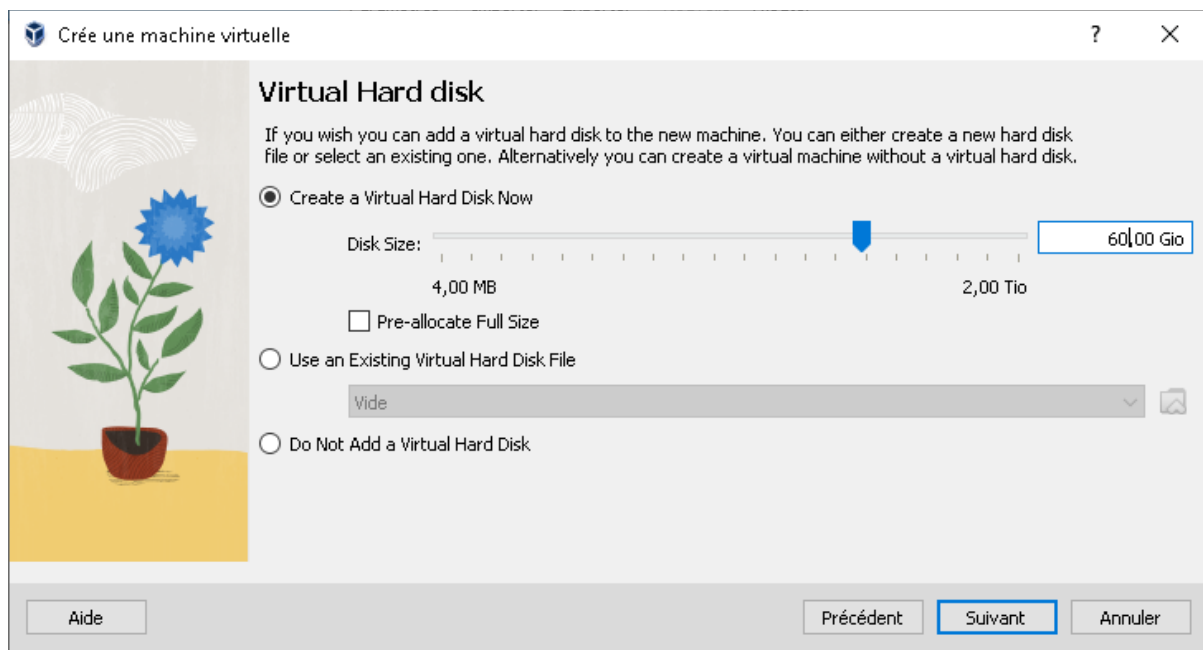 Crée une machine virtuelle
?
Virtual Hard disk
If you wish you can add a virtual hard disk to the new machine. You can either create a new hard disk
file or select an existing one. Alternatively you can create a virtual machine without a virtual hard disk.
Create a Virtual Hard Disk Now
Disk Size:
60,00 Gio
4,00 MB 2,00 Tio
Pre-allocate Full Size
Use an Existing Virtual Hard Disk File
Vide
Do Not Add a Virtual Hard Disk
Aide Précédent Suivant Annuler